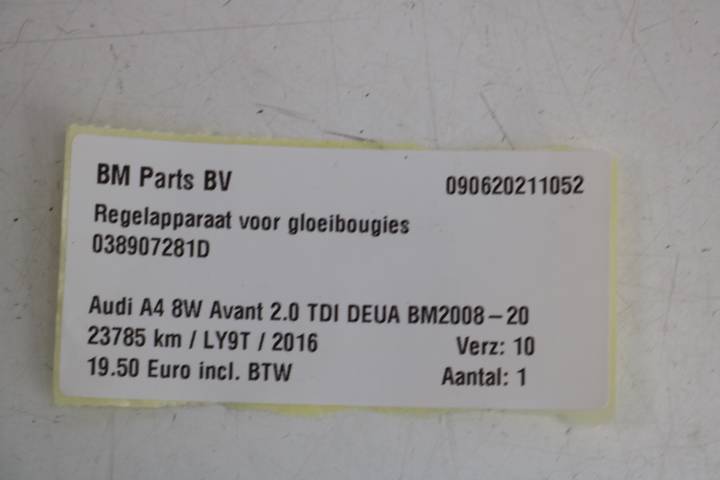 BM Parts BV 090620211052
Regelapparaat voor gloeibougies
038907281D
Audi A4 8W Avant 2.0 TDI DEUA BM2008-20
23785 km / LY9T / 2016 Verz: 10
19.50 Euro incl. BTW Aantal: 1